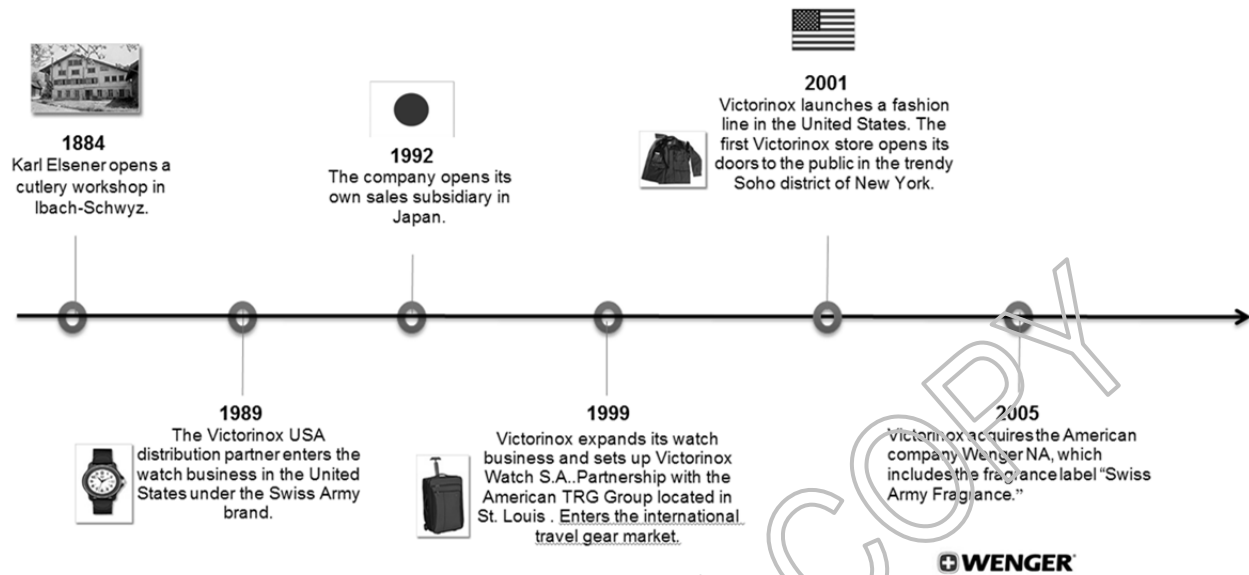 1884
Karl Elsener opens a
cutlery workshop in
Ibach-Schwyz.
1989
The Victorinox USA
distribution partner enters the
watch business in the United
States under the Swiss Army
brand.
1992
The company opens its
own sales subsidiary in
Japan.
1999
Victorinox expands its watch
business and sets up Victorinox
Watch S.A..Partnership with the
American TRG Group located in
St. Louis . Enters the international
travel gear market.
2001
Victorinox launches a fashion
line in the United States. The
first Victorinox store opens its
doors to the public in the trendy
Soho district of New York.
2005
Victorinox acquires the American
company Wenger NA, which
includes the fragrance label “Swiss
Army Fragrance.”
WENGER
COPY